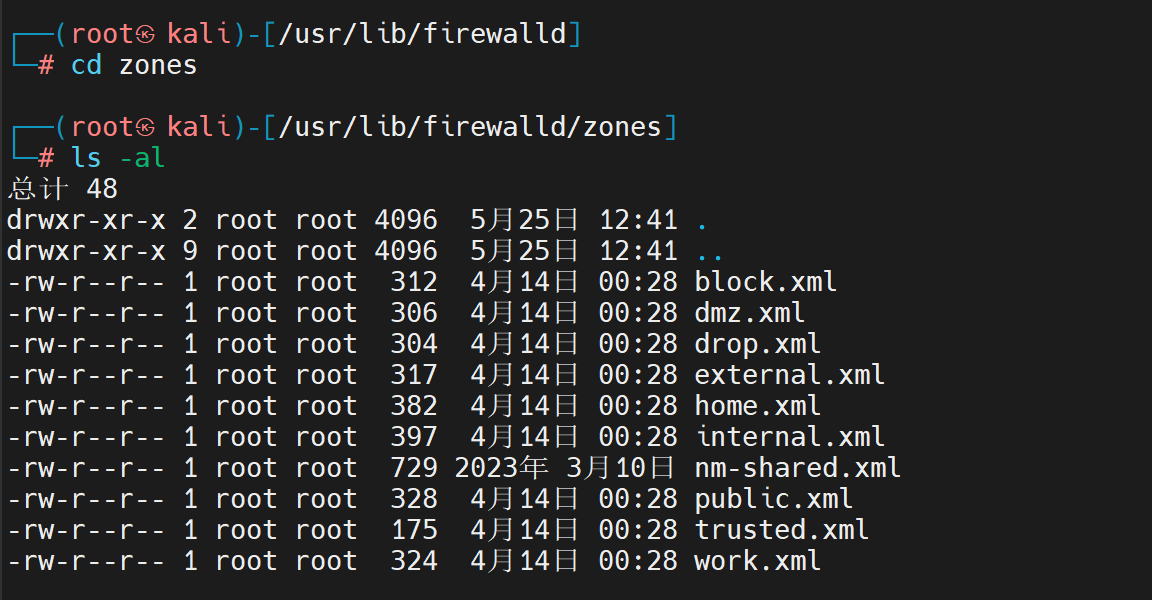 ┌──(root㉿kali)-[/usr/lib/firewalld]
└─# cd zones
┌──(root㉿kali)-[/usr/lib/firewalld/zones]
└─# ls -al
总计 48
drwxr-xr-x 2 root root 4096  5月25日 12:41 .
drwxr-xr-x 9 root root 4096  5月25日 12:41 ..
-rw-r--r-- 1 root root  312  4月14日 00:28 block.xml
-rw-r--r-- 1 root root  306  4月14日 00:28 dmz.xml
-rw-r--r-- 1 root root  304  4月14日 00:28 drop.xml
-rw-r--r-- 1 root root  317  4月14日 00:28 external.xml
-rw-r--r-- 1 root root  382  4月14日 00:28 home.xml
-rw-r--r-- 1 root root  397  4月14日 00:28 internal.xml
-rw-r--r-- 1 root root  729 2023年 3月10日 nm-shared.xml
-rw-r--r-- 1 root root  328  4月14日 00:28 public.xml
-rw-r--r-- 1 root root  175  4月14日 00:28 trusted.xml
-rw-r--r-- 1 root root  324  4月14日 00:28 work.xml